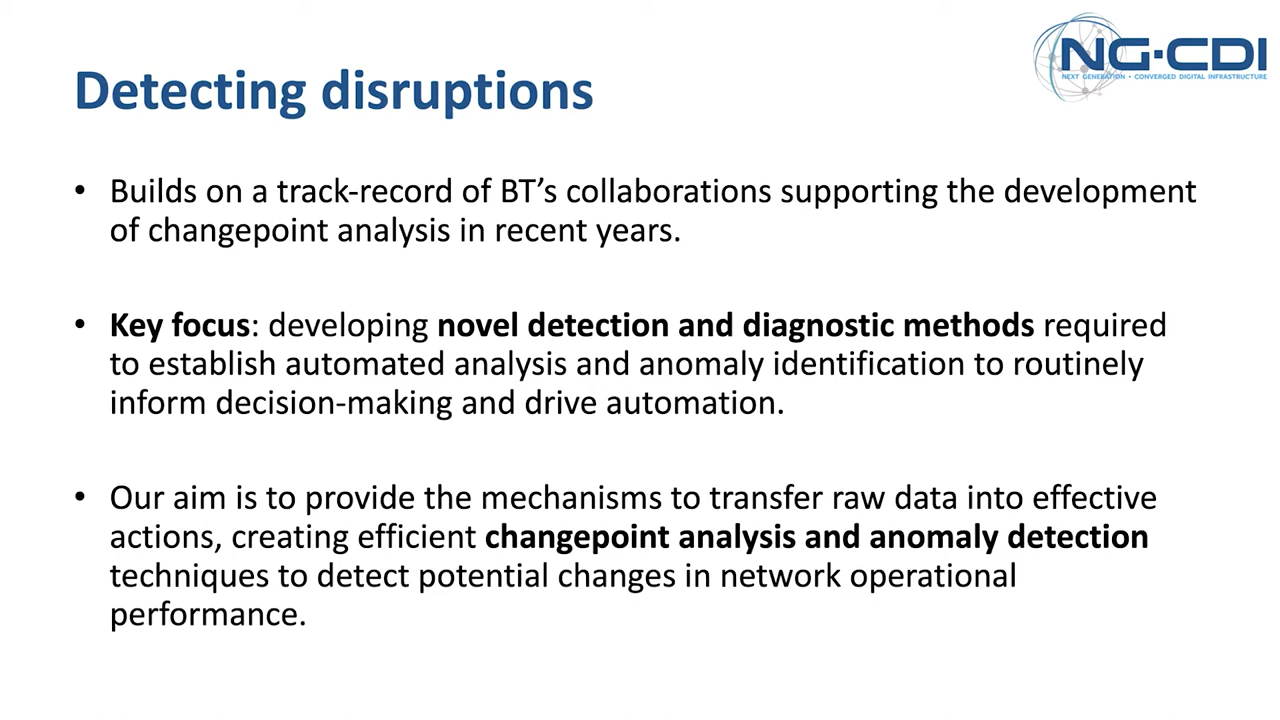 NG-CDI
NEXT GENERATION • CONVERGED DIGITAL INFRASTRUCTURE
Detecting disruptions
• Builds on a track-record of BT’s collaborations supporting the development
of changepoint analysis in recent years.
• Key focus: developing novel detection and diagnostic methods required
to establish automated analysis and anomaly identification to routinely
inform decision-making and drive automation.
• Our aim is to provide the mechanisms to transfer raw data into effective
actions, creating efficient changepoint analysis and anomaly detection
techniques to detect potential changes in network operational
performance.